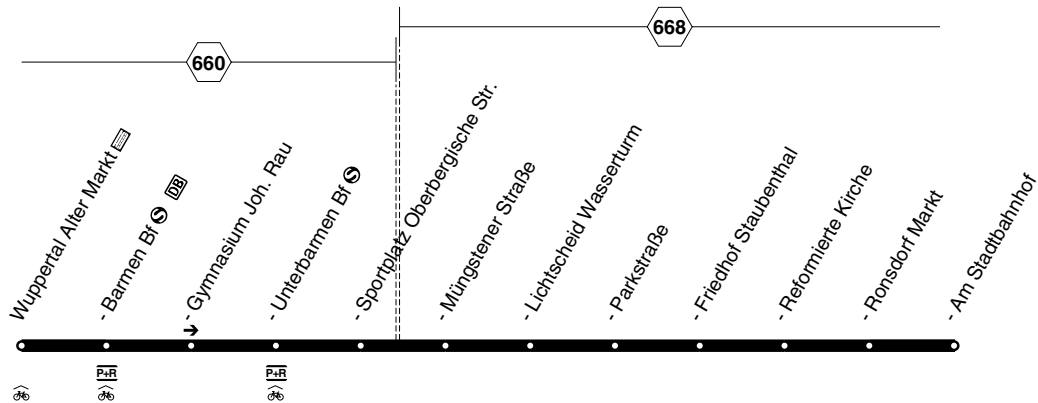 668
660
Wuppertal Alter Markt
- Barmen Bf S DB
- Gymnasium Joh. Rau
- Unterbarmen Bf S
- Sportplatz Oberbergische Str.
- Müngstener Straße
- Lichtscheid Wasserturm
- Parkstraße
- Friedhof Staubenthal
- Reformierte Kirche
- Ronsdorf Markt
- Am Stadtbahnhof
P+R
P+R